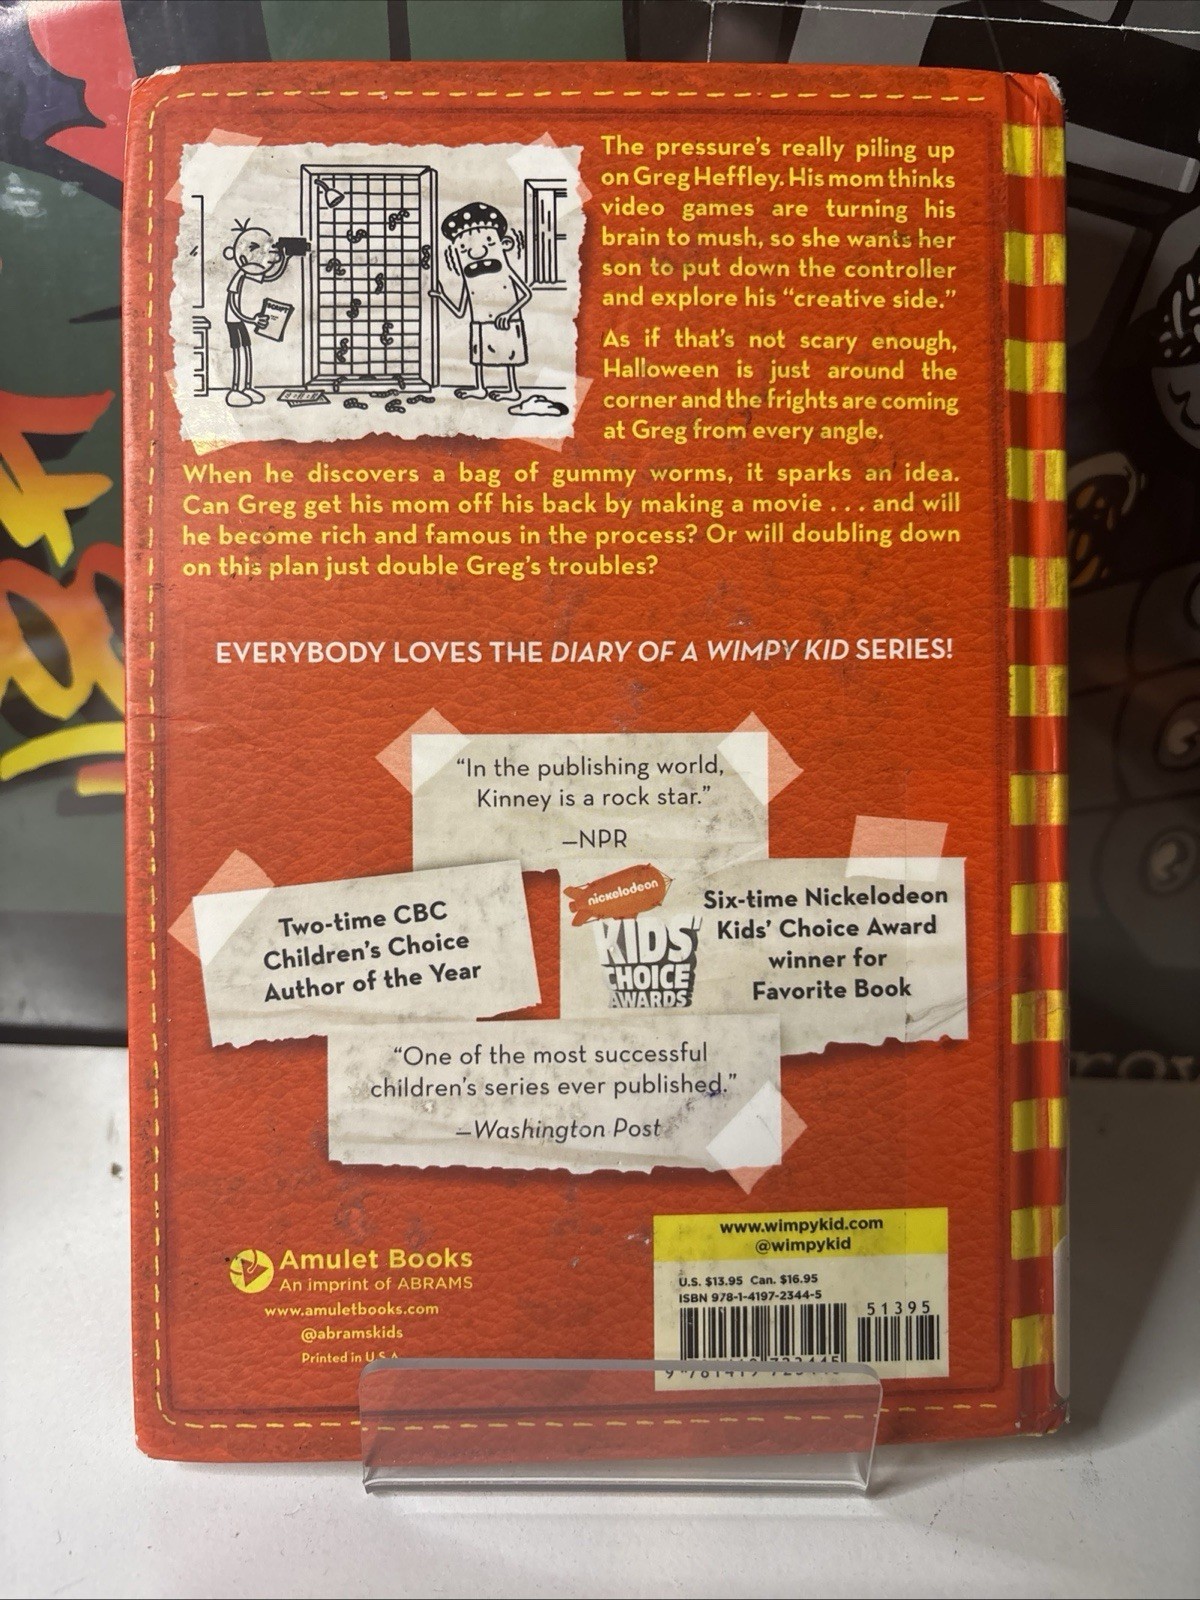 SCRIPT
The pressure's really piling up
on Greg Heffley. His mom thinks
video games are turning his
brain to mush, so she wants her
son to put down the controller
and explore his “creative side.”
As if that's not scary enough,
Halloween is just around the
corner and the frights are coming
at Greg from every angle.
When he discovers a bag of gummy worms, it sparks an idea.
Can Greg get his mom off his back by making a movie . . . and will
he become rich and famous in the process? Or will doubling down
on this plan just double Greg's troubles?
EVERYBODY LOVES THE DIARY OF A WIMPY KID SERIES!
“In the publishing world,
Kinney is a rock star.”
—NPR
Two-time CBC
Children's Choice
Author of the Year
nickelodeon
KIDS'
CHOICE
AWARDS
Six-time Nickelodeon
Kids' Choice Award
winner for
Favorite Book
“One of the most successful
children's series ever published.”
—Washington Post
Amulet Books
An imprint of ABRAMS
www.amuletbooks.com
@abramskids
Printed in U.S.A.
www.wimpykid.com
@wimpykid
U.S. $13.95 Can. $16.95
ISBN 978-1-4197-2344-5
51395